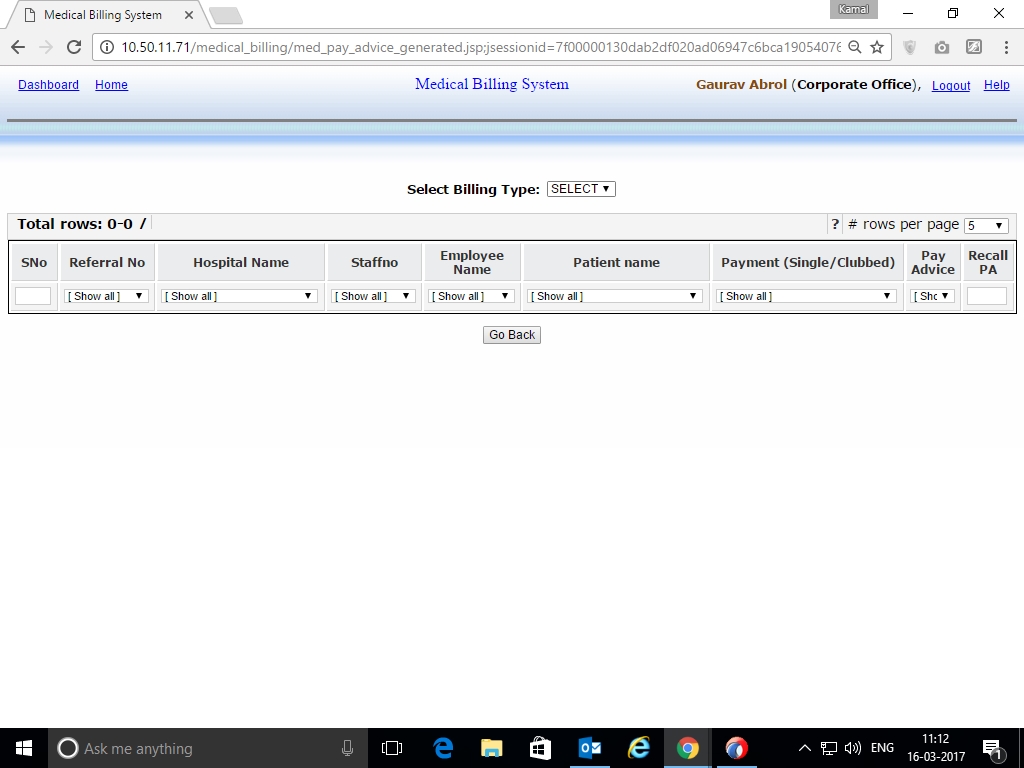 Medical Billing System
Kamal
10.50.11.71/medical_billing/med_pay_advice_generated.jsp;jsessionid=7f00000130dab2df020ad06947c6bca19054076
Dashboard Home Medical Billing System Gaurav Abrol (Corporate Office), Logout Help
Select Billing Type: SELECT
Total rows: 0-0 / ? # rows per page 5
SNo Referral No Hospital Name Staffno Employee Name Patient name Payment (Single/Clubbed) Pay Advice Recall PA
[ Show all ] [ Show all ] [ Show all ] [ Show all ] [ Show all ] [ Show all ] [ Shc
Go Back
Ask me anything
ENG
11:12
16-03-2017
1